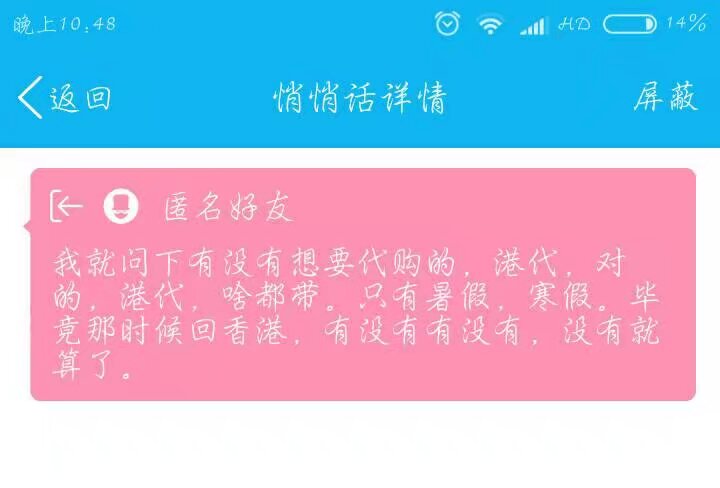 晚上10:48 HD 14%
返回 悄悄话详情 屏蔽
匿名好友
我就问下有没有想要代购的，港代，对
的，港代，啥都带。只有暑假，寒假。毕
竟那时候回香港，有没有有没有，没有就
算了。